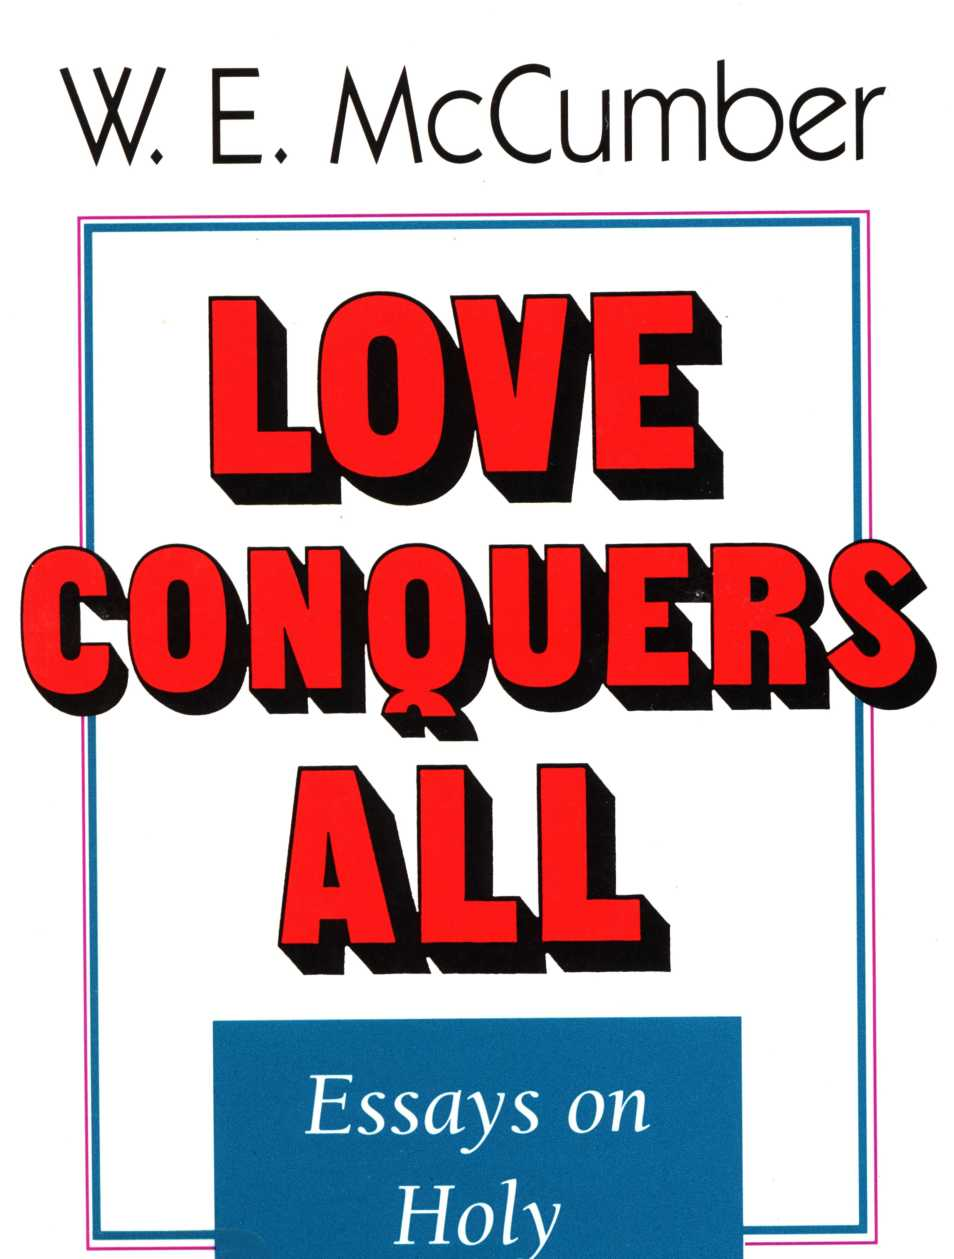 W. E. McCumber
LOVE
CONQUERS
ALL
Essays on
Holy